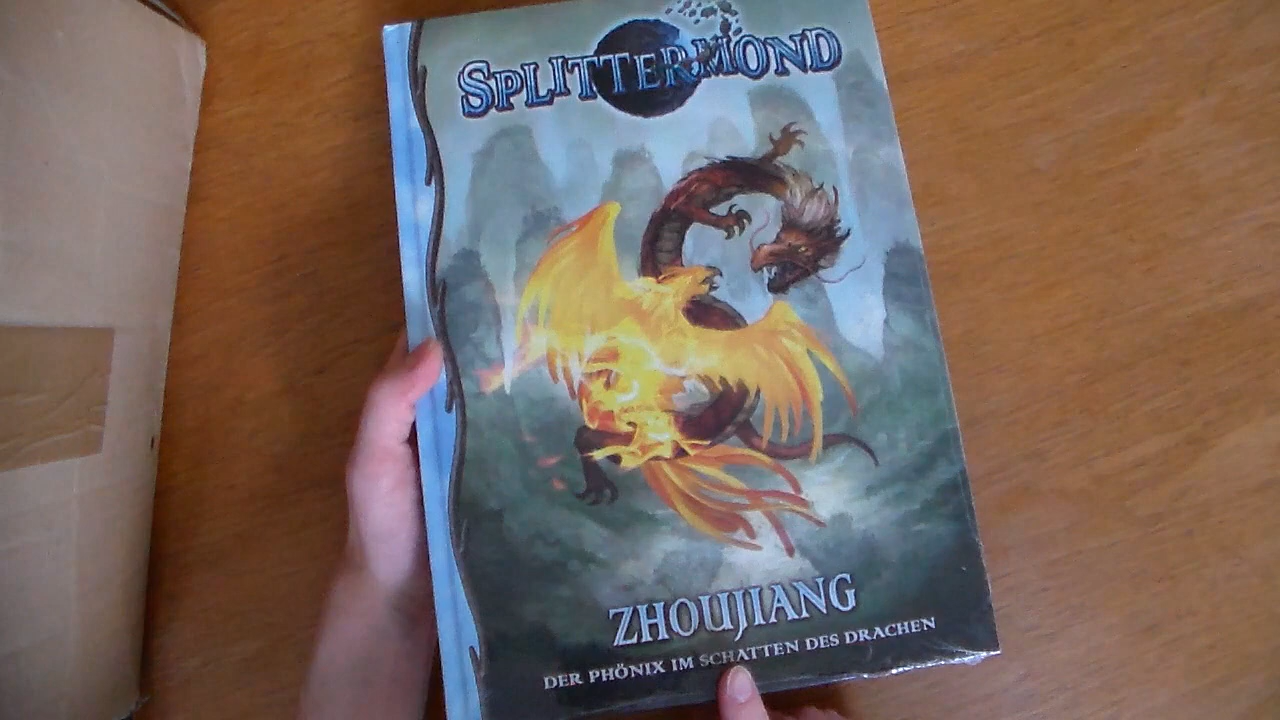 SPLITTERMOND
ZHOUJIANG
DER PHÖNIX IM SCHATTEN DES DRACHEN